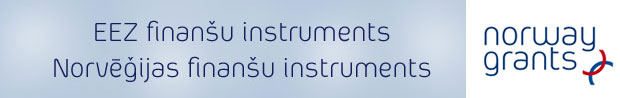 EEZ finanšu instruments
Norvēģijas finanšu instruments
norway
grants